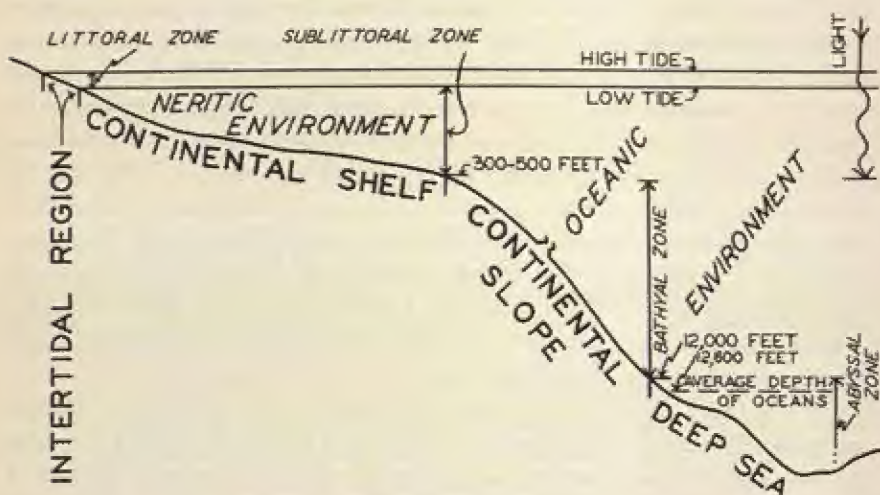 LITTORAL ZONE
SUBLITTORAL ZONE
HIGH TIDE
LOW TIDE
LIGHT
NERITIC
ENVIRONMENT
CONTINENTAL SHELF
300-500 FEET
INTERTIDAL REGION
OCEANIC
ENVIRONMENT
CONTINENTAL
SLOPE
BATHYAL ZONE
12,000 FEET
12,600 FEET
AVERAGE DEPTH
OF OCEANS
ABYSSAL
ZONE
DEEP SEA